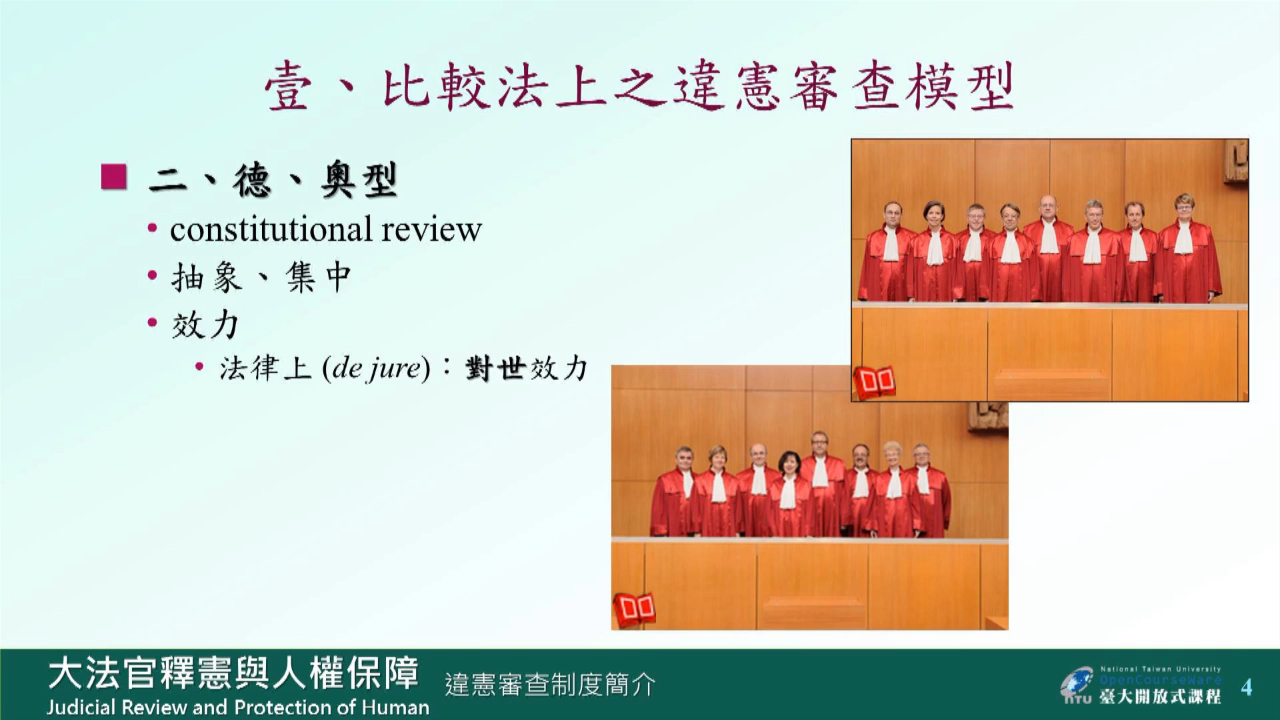 壹、比較法上之違憲審查模型
二、德、奧型
• constitutional review
• 抽象、集中
• 效力
• 法律上 (de jure)：對世效力
大法官釋憲與人權保障
違憲審查制度簡介
Judicial Review and Protection of Human
National Taiwan University
OpenCourseWare
NTU 臺大開放式課程
4